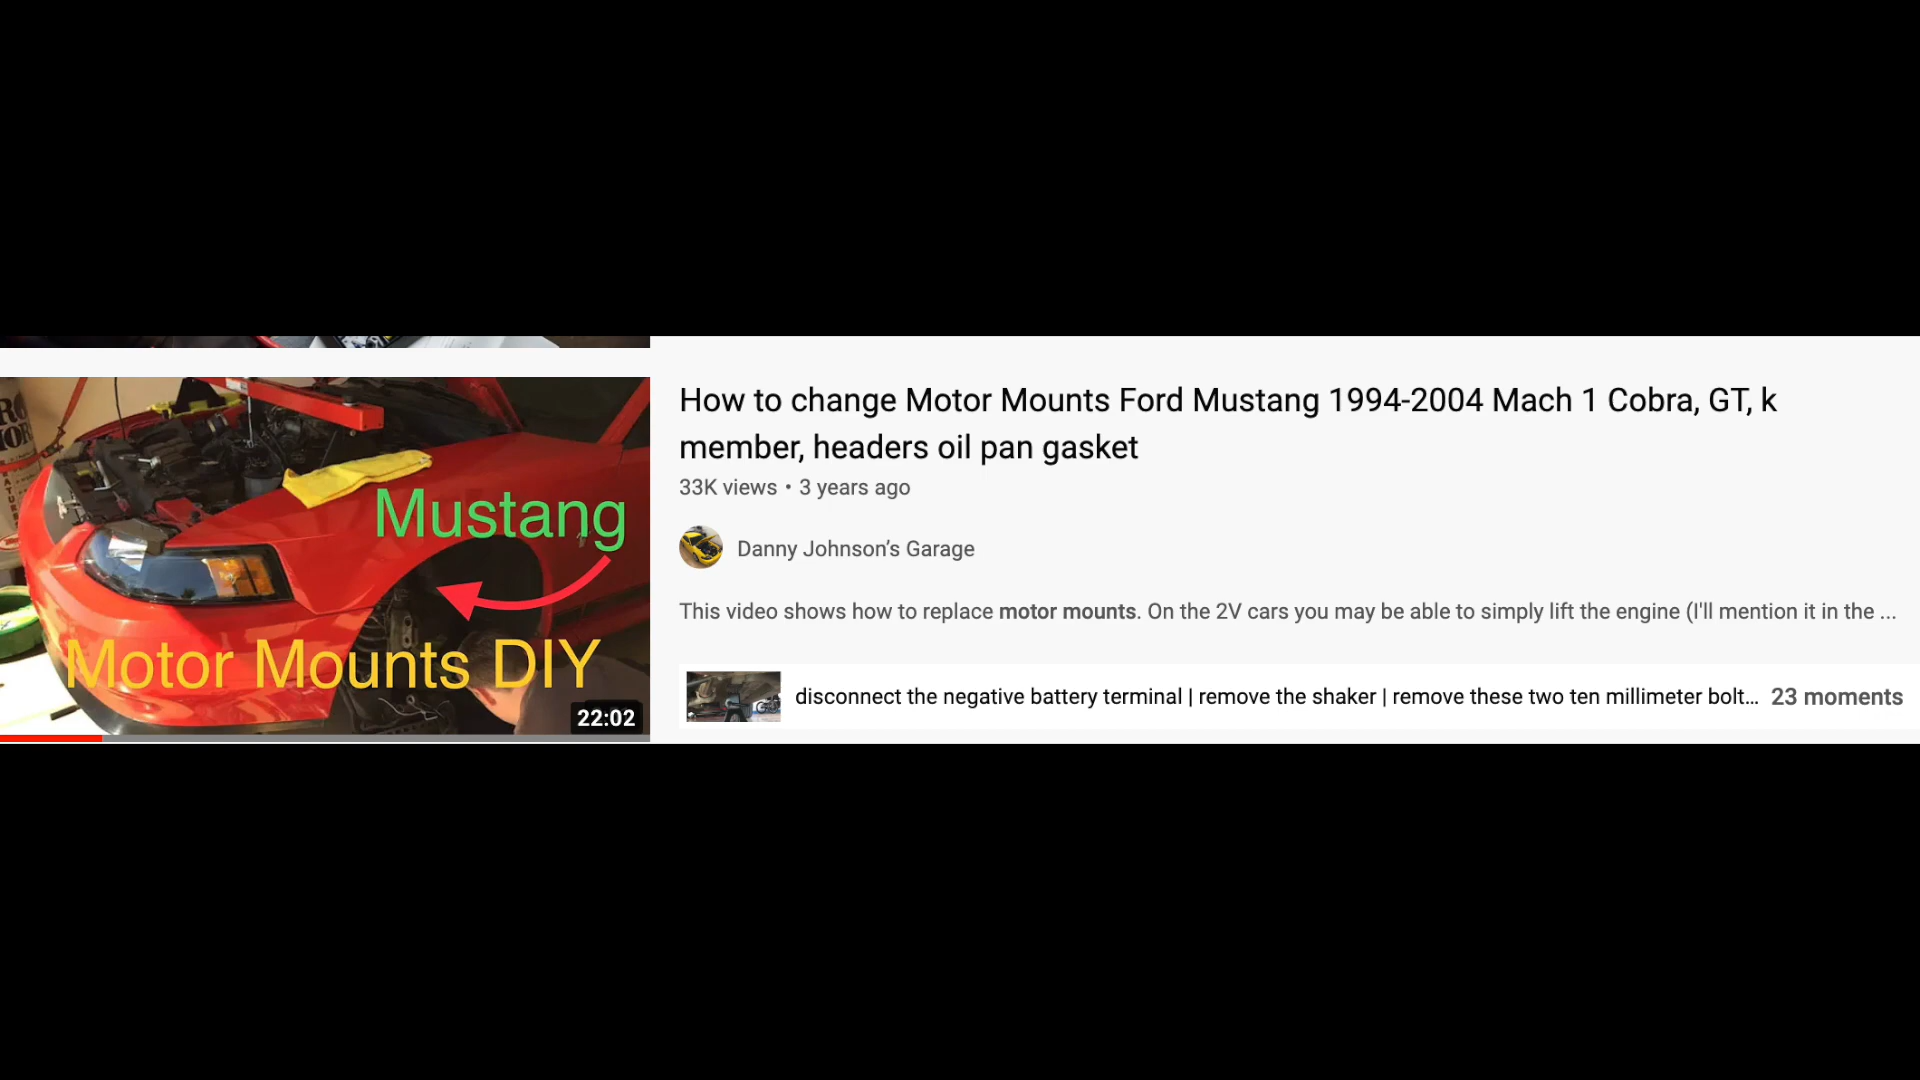 How to change Motor Mounts Ford Mustang 1994-2004 Mach 1 Cobra, GT, k
member, headers oil pan gasket
33K views • 3 years ago
Mustang
Danny Johnson’s Garage
This video shows how to replace motor mounts. On the 2V cars you may be able to simply lift the engine (I'll mention it in the ...
Motor Mounts DIY
22:02
disconnect the negative battery terminal | remove the shaker | remove these two ten millimeter bolt... 23 moments